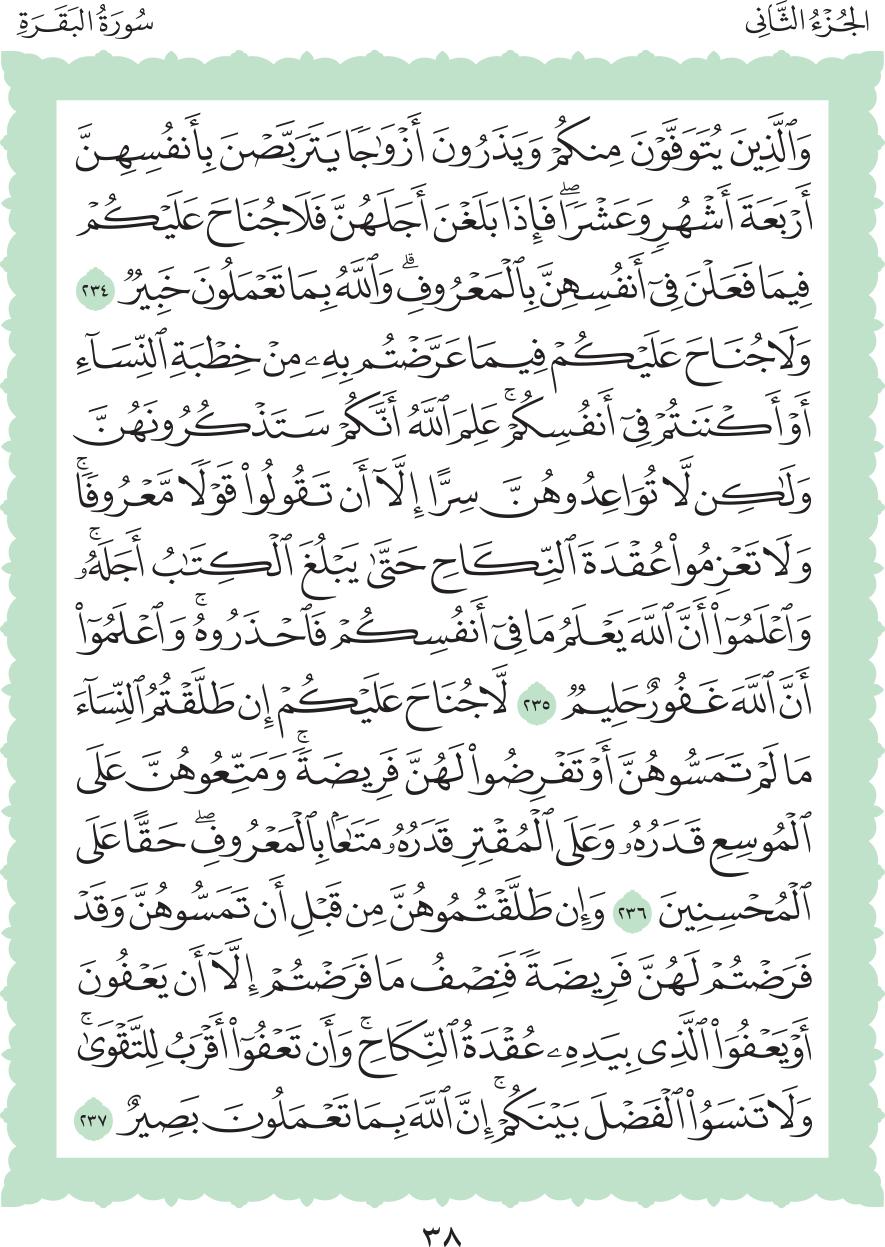 الجُزْءُ الثَّانِي
سُورَةُ البَقَرَةِ
وَٱلَّذِينَ يُتَوَفَّوْنَ مِنكُمْ وَيَذَرُونَ أَزْوَٰجًا يَتَرَبَّصْنَ بِأَنفُسِهِنَّ
أَرْبَعَةَ أَشْهُرٍ وَعَشْرًا ۖ فَإِذَا بَلَغْنَ أَجَلَهُنَّ فَلَا جُنَاحَ عَلَيْكُمْ
فِيمَا فَعَلْنَ فِىٓ أَنفُسِهِنَّ بِٱلْمَعْرُوفِ ۗ وَٱللَّهُ بِمَا تَعْمَلُونَ خَبِيرٌ ٢٣٤
وَلَا جُنَاحَ عَلَيْكُمْ فِيمَا عَرَّضْتُم بِهِۦ مِنْ خِطْبَةِ ٱلنِّسَآءِ
أَوْ أَكْنَنتُمْ فِىٓ أَنفُسِكُمْ ۚ عَلِمَ ٱللَّهُ أَنَّكُمْ سَتَذْكُرُونَهُنَّ
وَلَٰكِن لَّا تُوَاعِدُوهُنَّ سِرًّا إِلَّآ أَن تَقُولُوا۟ قَوْلًا مَّعْرُوفًا ۚ
وَلَا تَعْزِمُوا۟ عُقْدَةَ ٱلنِّكَاحِ حَتَّىٰ يَبْلُغَ ٱلْكِتَٰبُ أَجَلَهُۥ ۚ
وَٱعْلَمُوٓا۟ أَنَّ ٱللَّهَ يَعْلَمُ مَا فِىٓ أَنفُسِكُمْ فَٱحْذَرُوهُ ۚ وَٱعْلَمُوٓا۟
أَنَّ ٱللَّهَ غَفُورٌ حَلِيمٌ ٢٣٥ لَّا جُنَاحَ عَلَيْكُمْ إِن طَلَّقْتُمُ ٱلنِّسَآءَ
مَا لَمْ تَمَسُّوهُنَّ أَوْ تَفْرِضُوا۟ لَهُنَّ فَرِيضَةً ۚ وَمَتِّعُوهُنَّ عَلَى
ٱلْمُوسِعِ قَدَرُهُۥ وَعَلَى ٱلْمُقْتِرِ قَدَرُهُۥ مَتَٰعًۢا بِٱلْمَعْرُوفِ ۖ حَقًّا عَلَى
ٱلْمُحْسِنِينَ ٢٣٦ وَإِن طَلَّقْتُمُوهُنَّ مِن قَبْلِ أَن تَمَسُّوهُنَّ وَقَدْ
فَرَضْتُمْ لَهُنَّ فَرِيضَةً فَنِصْفُ مَا فَرَضْتُمْ إِلَّآ أَن يَعْفُونَ
أَوْ يَعْفُوَا۟ ٱلَّذِى بِيَدِهِۦ عُقْدَةُ ٱلنِّكَاحِ ۚ وَأَن تَعْفُوٓا۟ أَقْرَبُ لِلتَّقْوَىٰ ۚ
وَلَا تَنسَوُا۟ ٱلْفَضْلَ بَيْنَكُمْ ۚ إِنَّ ٱللَّهَ بِمَا تَعْمَلُونَ بَصِيرٌ ٢٣٧
٣٨